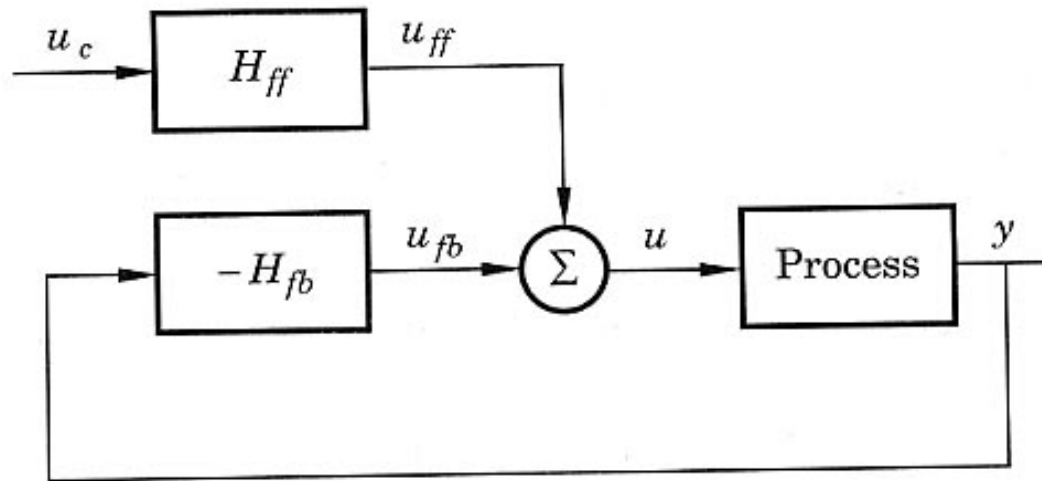 u_c
H_ff
u_ff
-H_fb
u_fb
Σ
u
Process
y